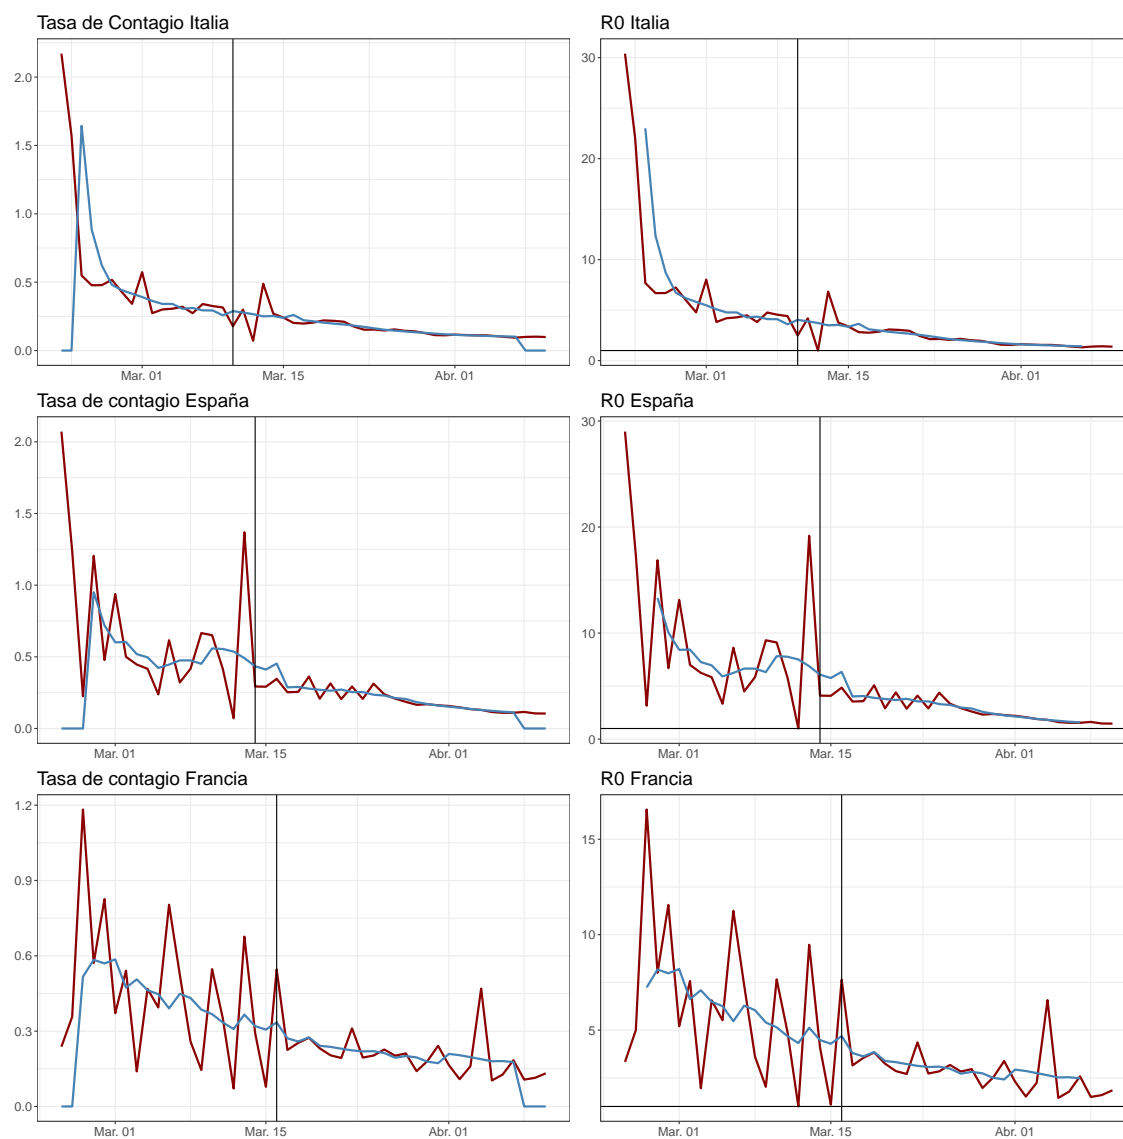 Tasa de Contagio Italia
2.0
1.5
1.0
0.5
0.0
Mar. 01 Mar. 15 Abr. 01
R0 Italia
30
20
10
0
Mar. 01 Mar. 15 Abr. 01
Tasa de contagio España
2.0
1.5
1.0
0.5
0.0
Mar. 01 Mar. 15 Abr. 01
R0 España
30
20
10
0
Mar. 01 Mar. 15 Abr. 01
Tasa de contagio Francia
1.2
0.9
0.6
0.3
0.0
Mar. 01 Mar. 15 Abr. 01
R0 Francia
15
10
5
Mar. 01 Mar. 15 Abr. 01